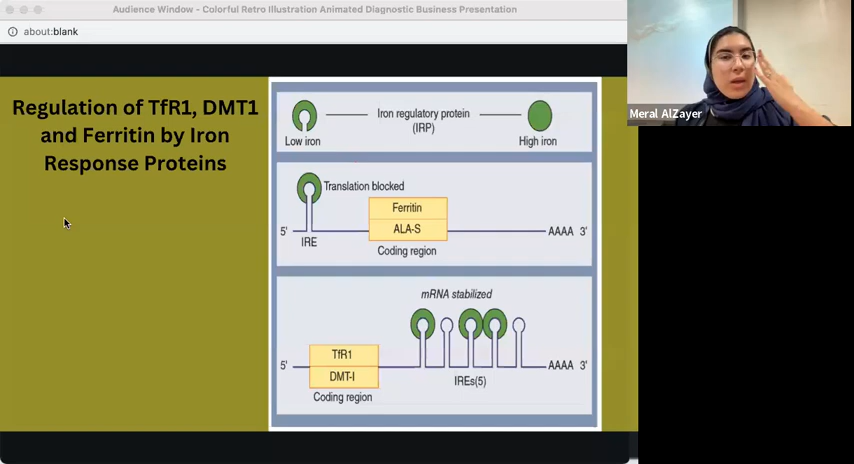 Audience Window - Colorful Retro Illustration Animated Diagnostic Business Presentation
about:blank
Meral AlZayer
Regulation of TfR1, DMT1
and Ferritin by Iron
Response Proteins
Iron regulatory protein
(IRP)
Low iron
High iron
Translation blocked
Ferritin
ALA-S
5'
AAAA 3'
IRE
Coding region
mRNA stabilized
TfR1
5'
AAAA 3'
DMT-I
IREs(5)
Coding region